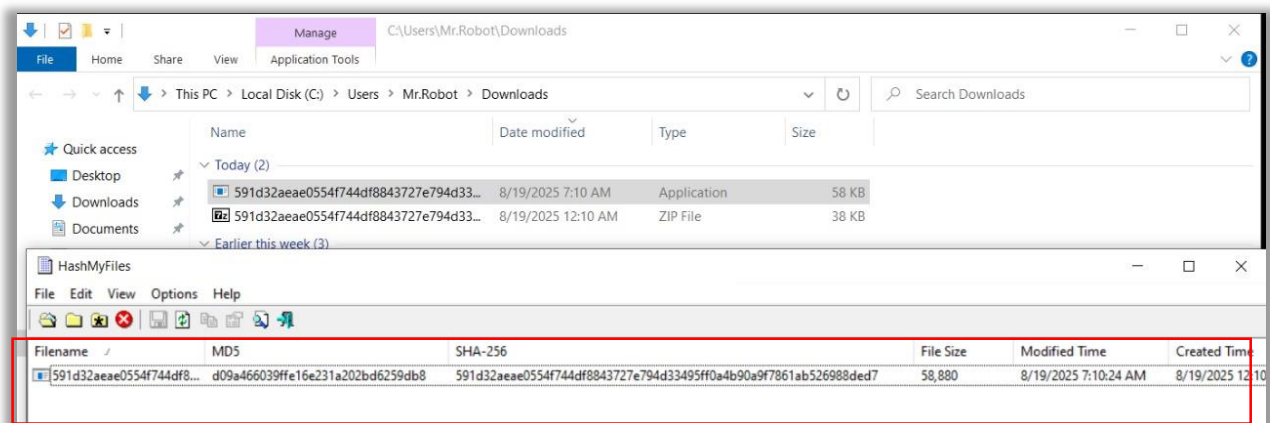 Manage C:\Users\Mr.Robot\Downloads
File Home Share View Application Tools
This PC > Local Disk (C:) > Users > Mr.Robot > Downloads Search Downloads
Name Date modified Type Size
Quick access
Today (2)
Desktop 591d32aeae0554f744df8843727e794d33... 8/19/2025 7:10 AM Application 58 KB
Downloads 591d32aeae0554f744df8843727e794d33... 8/19/2025 12:10 AM ZIP File 38 KB
Documents
Earlier this week (3)
HashMyFiles
File Edit View Options Help
Filename / MD5 SHA-256 File Size Modified Time Created Time
591d32aeae0554f744df8... d09a466039ffe16e231a202bd6259db8 591d32aeae0554f744df8843727e794d33495ff0a4b90a9f7861ab526988ded7 58,880 8/19/2025 7:10:24 AM 8/19/2025 12:10